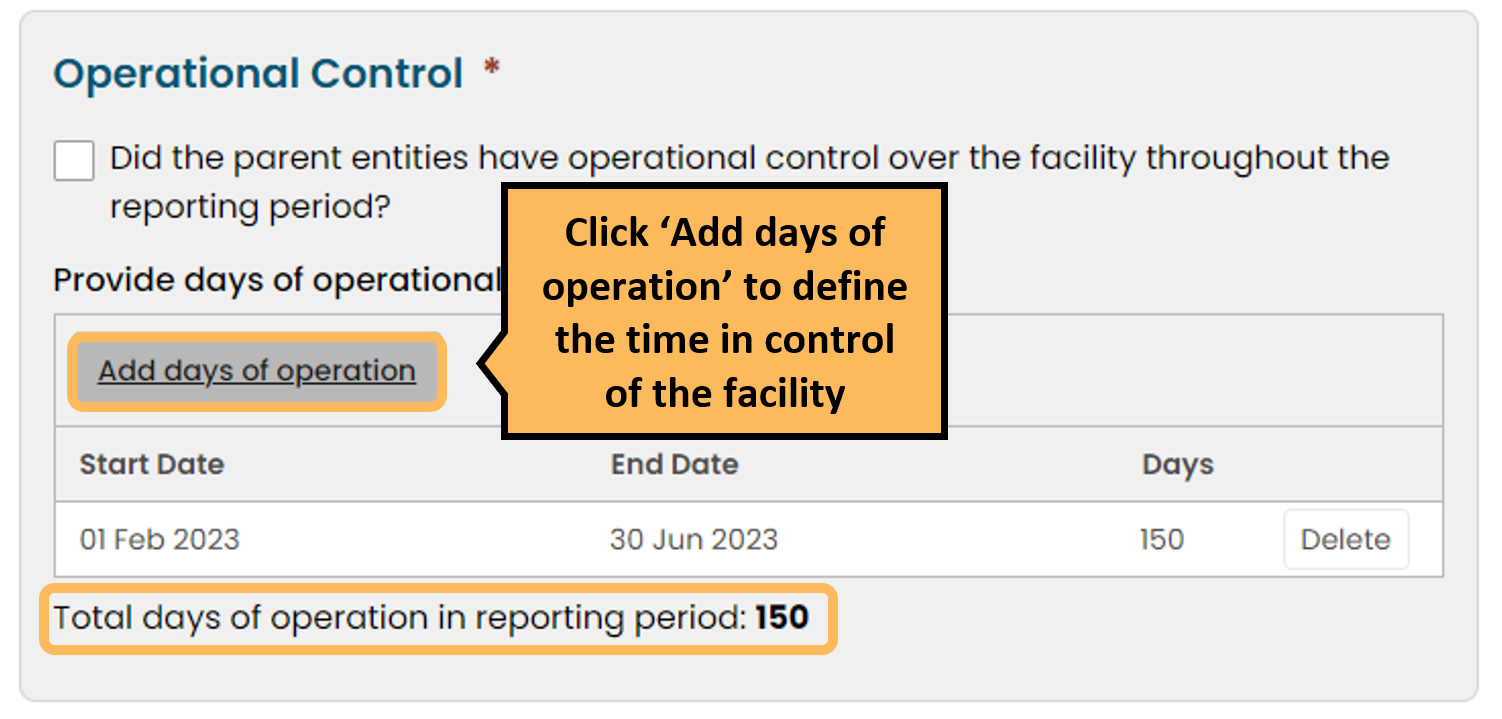 Operational Control *
Did the parent entities have operational control over the facility throughout the
reporting period?
Click ‘Add days of
operation’ to define
the time in control
of the facility
Provide days of operational
Add days of operation
Start Date End Date Days
01 Feb 2023 30 Jun 2023 150 Delete
Total days of operation in reporting period: 150